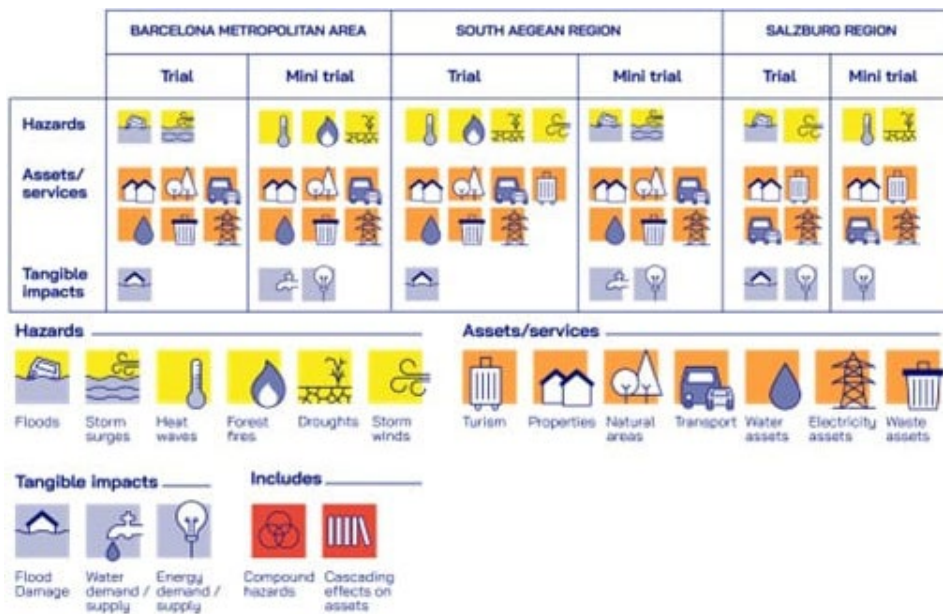 BARCELONA METROPOLITAN AREA
SOUTH AEGEAN REGION
SALZBURG REGION
Trial
Mini trial
Trial
Mini trial
Trial
Mini trial
Hazards
Assets/
services
Tangible
impacts
Hazards
Floods
Storm
surges
Heat
waves
Forest
fires
Droughts
Storm
winds
Assets/services
Turism
Properties
Natural
areas
Transport
Water
assets
Electricity
assets
Waste
assets
Tangible impacts
Flood
Damage
Water
demand /
supply
Energy
demand /
supply
Includes
Compound
hazards
Cascading
effects on
assets